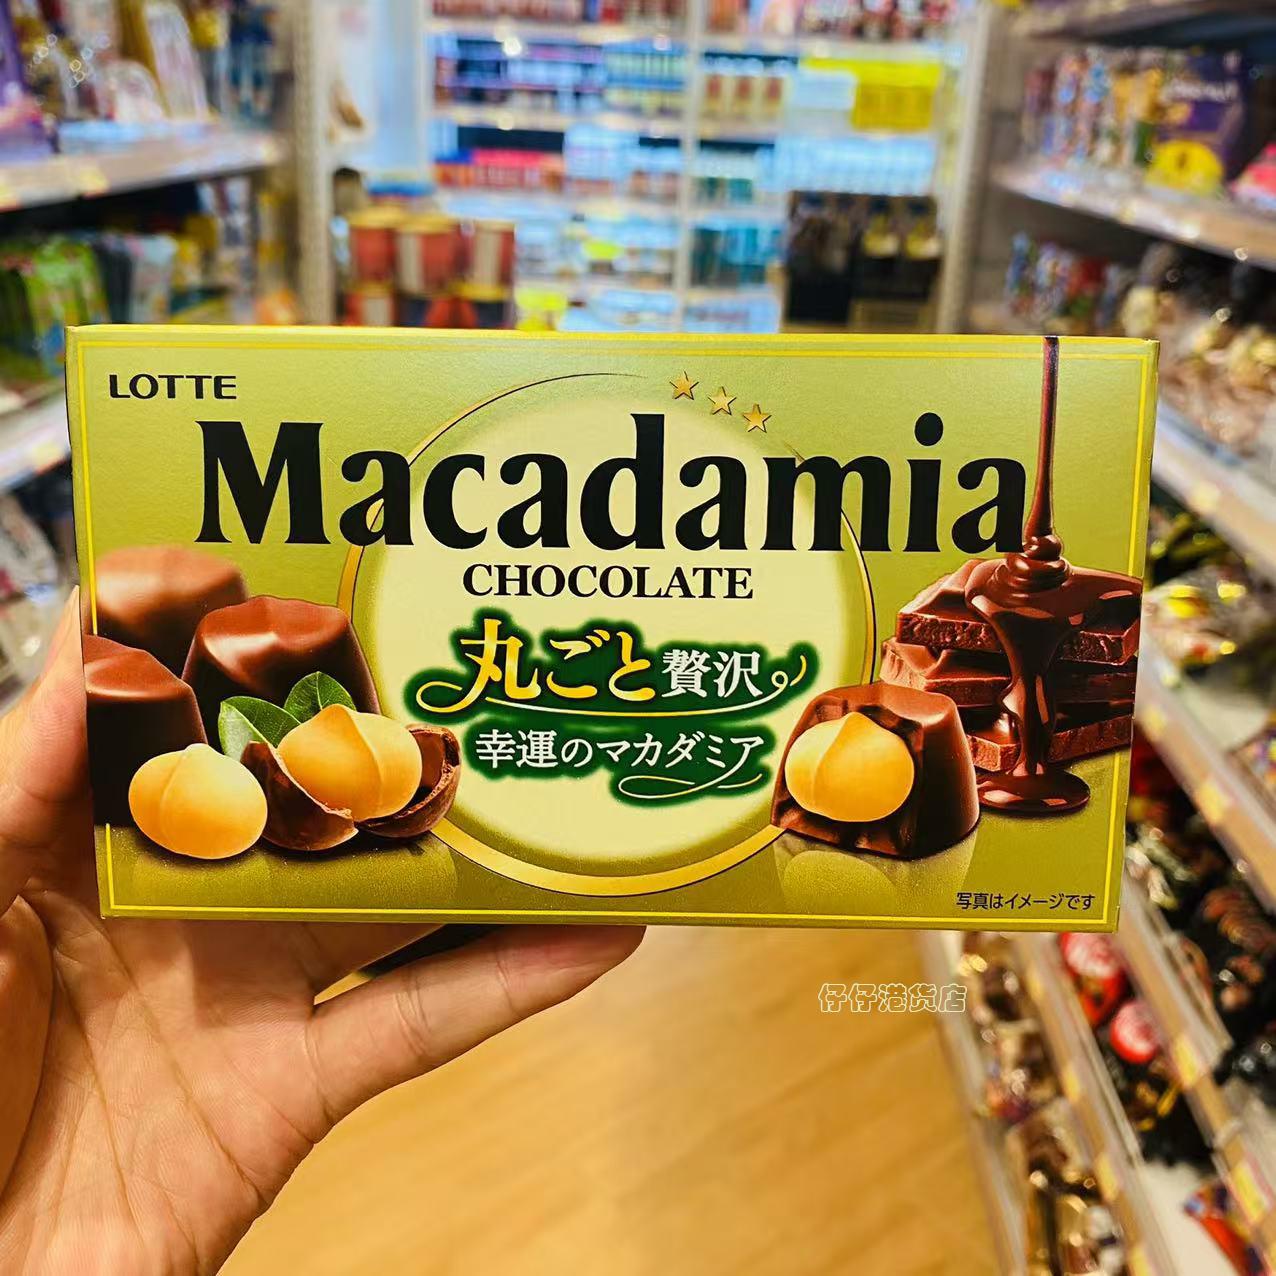 LOTTE
Macadamia
CHOCOLATE
丸ごと贅沢
幸運のマカダミア
写真はイメージです
仔仔港货店